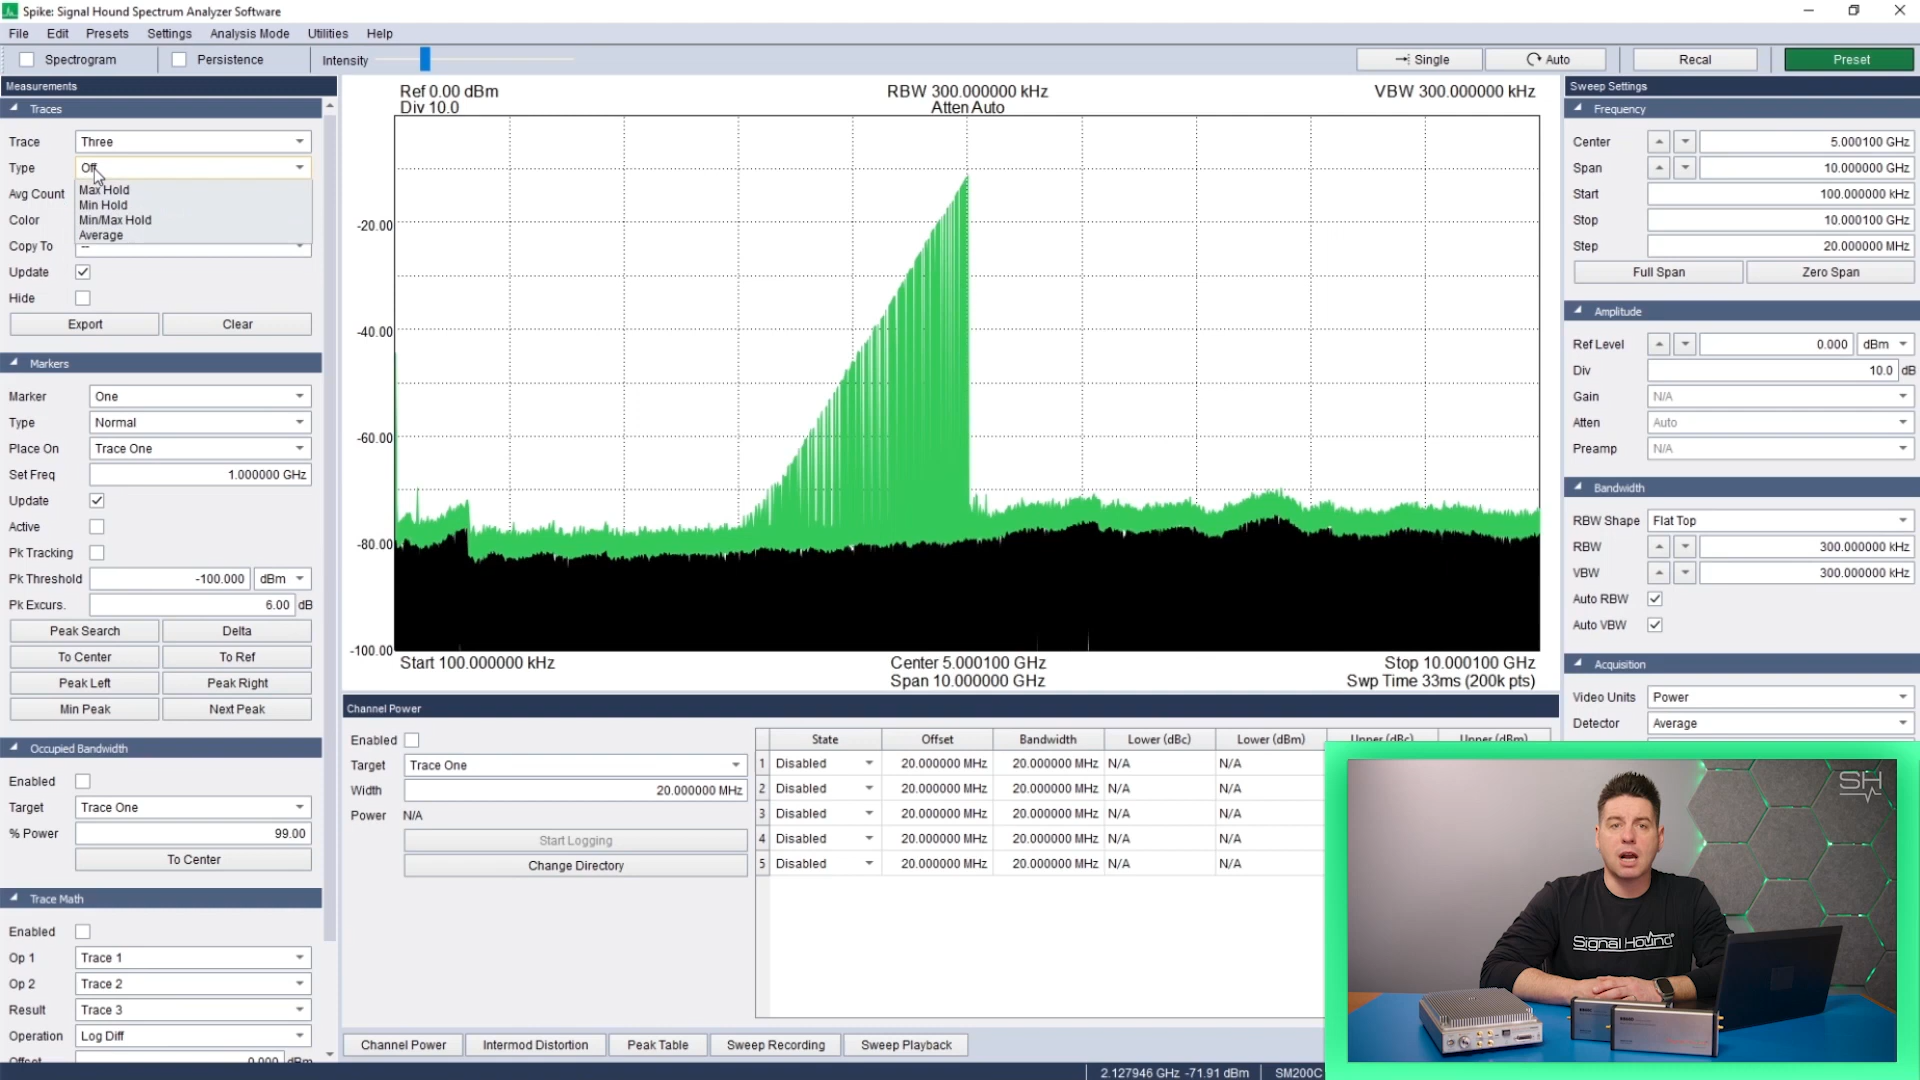 Spike: Signal Hound Spectrum Analyzer Software
File Edit Presets Settings Analysis Mode Utilities Help
Spectrogram Persistence Intensity Single Auto Recal Preset
Measurements
Traces
Trace Three
Type Off
Max Hold
Min Hold
Min/Max Hold
Average
Avg Count
Color
Copy To --
Update
Hide
Export Clear
Markers
Marker One
Type Normal
Place On Trace One
Set Freq 1.000000 GHz
Update
Active
Pk Tracking
Pk Threshold -100.000 dBm
Pk Excurs. 6.00 dB
Peak Search Delta
To Center To Ref
Peak Left Peak Right
Min Peak Next Peak
Occupied Bandwidth
Enabled
Target Trace One
% Power 99.00
To Center
Trace Math
Enabled
Op 1 Trace 1
Op 2 Trace 2
Result Trace 3
Operation Log Diff
Offset 0.000 dBm
Ref 0.00 dBm RBW 300.000000 kHz VBW 300.000000 kHz
Div 10.0 Atten Auto
-20.00
-40.00
-60.00
-80.00
-100.00
Start 100.000000 kHz Center 5.000100 GHz Stop 10.000100 GHz
Span 10.000000 GHz Swp Time 33ms (200k pts)
Channel Power
Enabled
Target Trace One
Width 20.000000 MHz
Power N/A
Start Logging
Change Directory
State Offset Bandwidth Lower (dBc) Lower (dBm) Upper (dBc) Upper (dBm)
1 Disabled 20.000000 MHz 20.000000 MHz N/A N/A
2 Disabled 20.000000 MHz 20.000000 MHz N/A N/A
3 Disabled 20.000000 MHz 20.000000 MHz N/A N/A
4 Disabled 20.000000 MHz 20.000000 MHz N/A N/A
5 Disabled 20.000000 MHz 20.000000 MHz N/A N/A
Channel Power Intermod Distortion Peak Table Sweep Recording Sweep Playback
2.127946 GHz -71.91 dBm SM200C
Sweep Settings
Frequency
Center 5.000100 GHz
Span 10.000000 GHz
Start 100.000000 kHz
Stop 10.000100 GHz
Step 20.000000 MHz
Full Span Zero Span
Amplitude
Ref Level 0.000 dBm
Div 10.0 dB
Gain N/A
Atten Auto
Preamp N/A
Bandwidth
RBW Shape Flat Top
RBW 300.000000 kHz
VBW 300.000000 kHz
Auto RBW
Auto VBW
Acquisition
Video Units Power
Detector Average
SH
Signal Hound